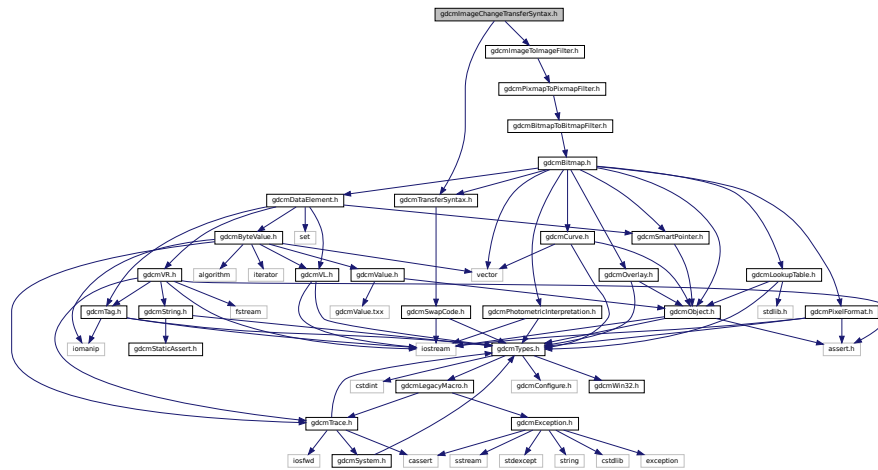 gdcmImageChangeTransferSyntax.h
gdcmImageToImageFilter.h
gdcmPixmapToPixmapFilter.h
gdcmBitmapToBitmapFilter.h
gdcmBitmap.h
gdcmDataElement.h
gdcmTransferSyntax.h
gdcmByteValue.h
set
gdcmCurve.h
gdcmSmartPointer.h
gdcmVR.h
algorithm
iterator
gdcmVL.h
gdcmValue.h
vector
gdcmOverlay.h
gdcmLookupTable.h
gdcmTag.h
gdcmString.h
fstream
gdcmValue.txx
gdcmSwapCode.h
gdcmPhotometricInterpretation.h
gdcmObject.h
stdlib.h
gdcmPixelFormat.h
iomanip
gdcmStaticAssert.h
iostream
gdcmTypes.h
assert.h
cstdint
gdcmLegacyMacro.h
gdcmConfigure.h
gdcmWin32.h
gdcmTrace.h
gdcmException.h
iosfwd
gdcmSystem.h
cassert
sstream
stdexcept
string
cstdlib
exception